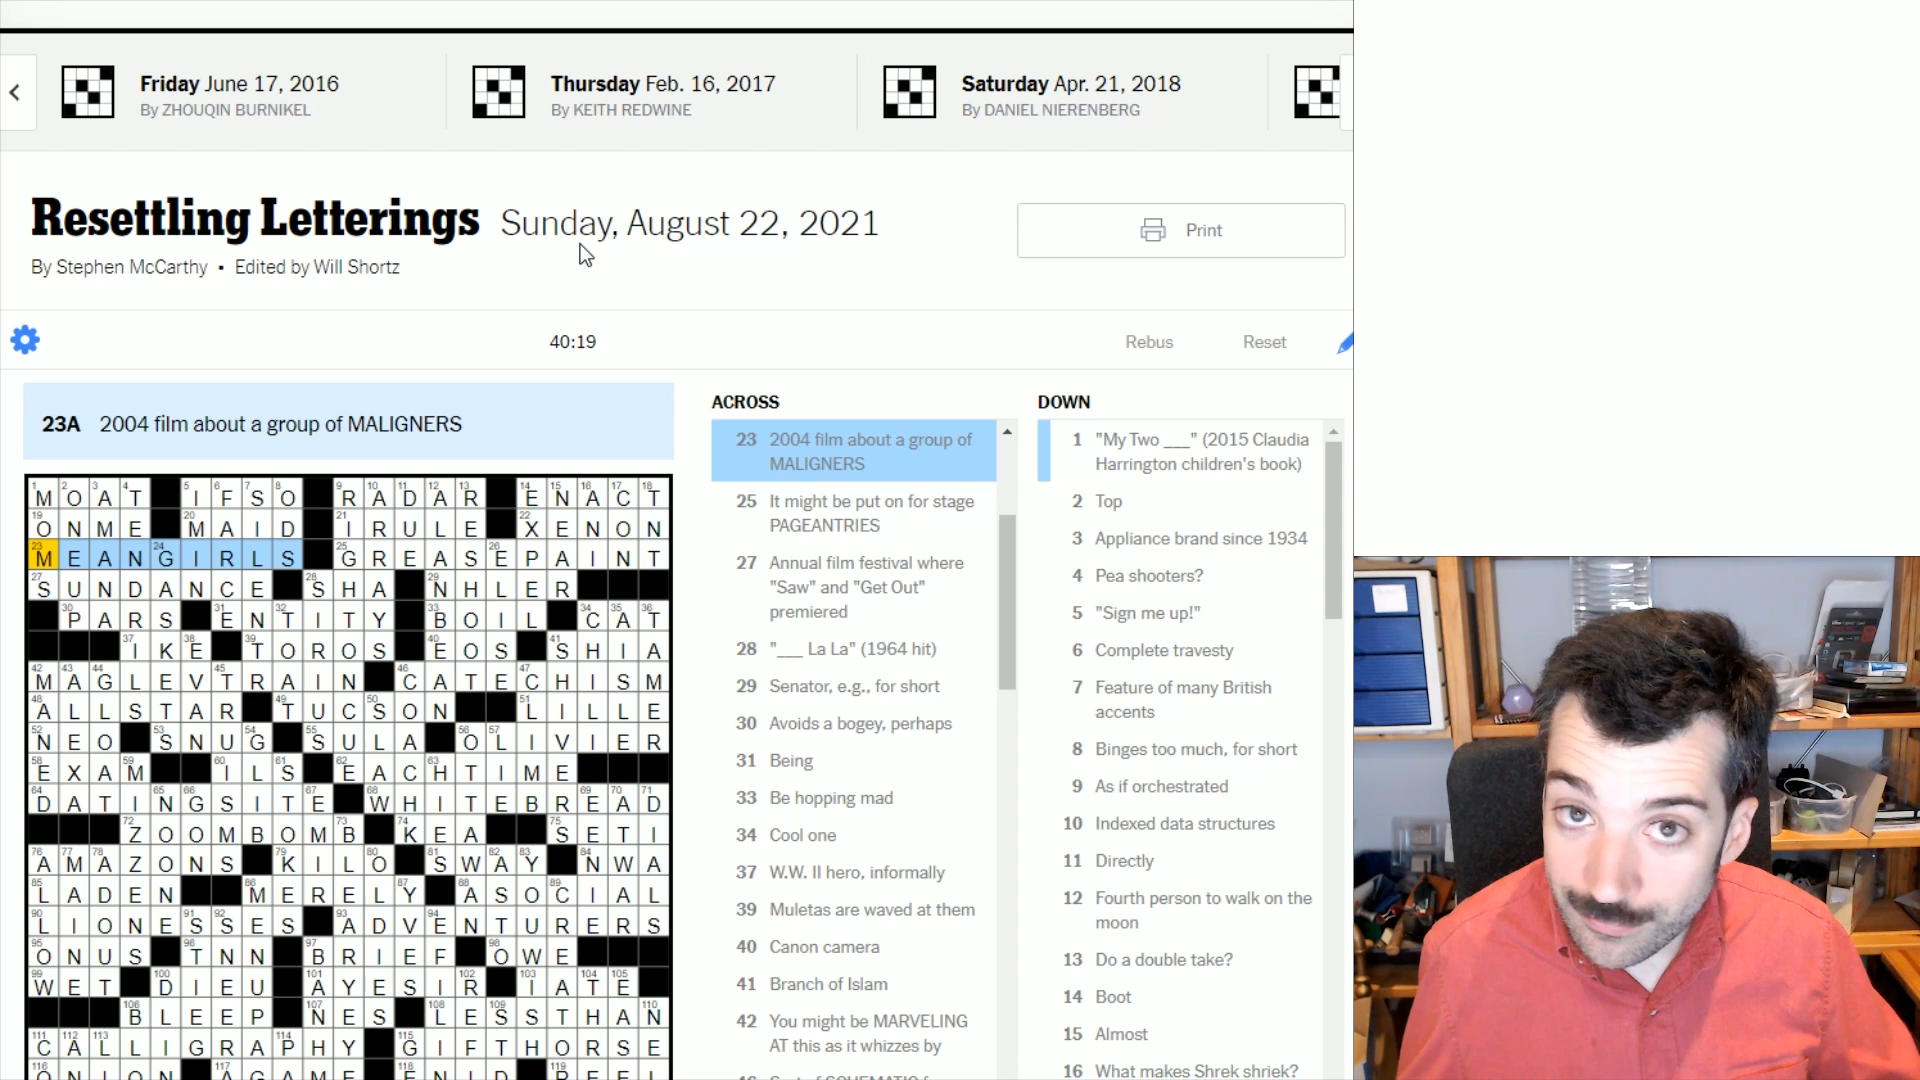 Friday June 17, 2016
By ZHOUQIN BURNIKEL
Thursday Feb. 16, 2017
By KEITH REDWINE
Saturday Apr. 21, 2018
By DANIEL NIERENBERG
Resettling Letterings Sunday, August 22, 2021
By Stephen McCarthy • Edited by Will Shortz
Print
40:19
Rebus
Reset
23A 2004 film about a group of MALIGNERS
MOAT IFSO RADAR ENACT
ONME MAID IRULE XENON
MEANGIRLS GREASEPAINT
SUNDANCE SHA NHLER
PARS ENTITY BOIL CAT
IKE TOROS EOS SHIA
MAGLEVTRAIN CATECHISM
ALLSTAR TUCSON LILLE
NEO SNUG SULA OLIVIER
EXAM ILS EACHTIME
DATINGSITE WHITEBREAD
ZOOMBOMB KEA SETI
AMAZONS KILO SWAY NWA
LADEN MERELY ASOCIAL
LIONESSES ADVENTURERS
ONUS TNN BRIEF OWE
WET DIEU AYESIR IATE
BLEEP NES LESSTHAN
CALLIGRAPHY GIFTHORSE
ACROSS
23 2004 film about a group of
MALIGNERS
25 It might be put on for stage
PAGEANTRIES
27 Annual film festival where
"Saw" and "Get Out"
premiered
28 "___ La La" (1964 hit)
29 Senator, e.g., for short
30 Avoids a bogey, perhaps
31 Being
33 Be hopping mad
34 Cool one
37 W.W. II hero, informally
39 Muletas are waved at them
40 Canon camera
41 Branch of Islam
42 You might be MARVELING
AT this as it whizzes by
DOWN
1 "My Two ___" (2015 Claudia
Harrington children's book)
2 Top
3 Appliance brand since 1934
4 Pea shooters?
5 "Sign me up!"
6 Complete travesty
7 Feature of many British
accents
8 Binges too much, for short
9 As if orchestrated
10 Indexed data structures
11 Directly
12 Fourth person to walk on the
moon
13 Do a double take?
14 Boot
15 Almost
16 What makes Shrek shriek?